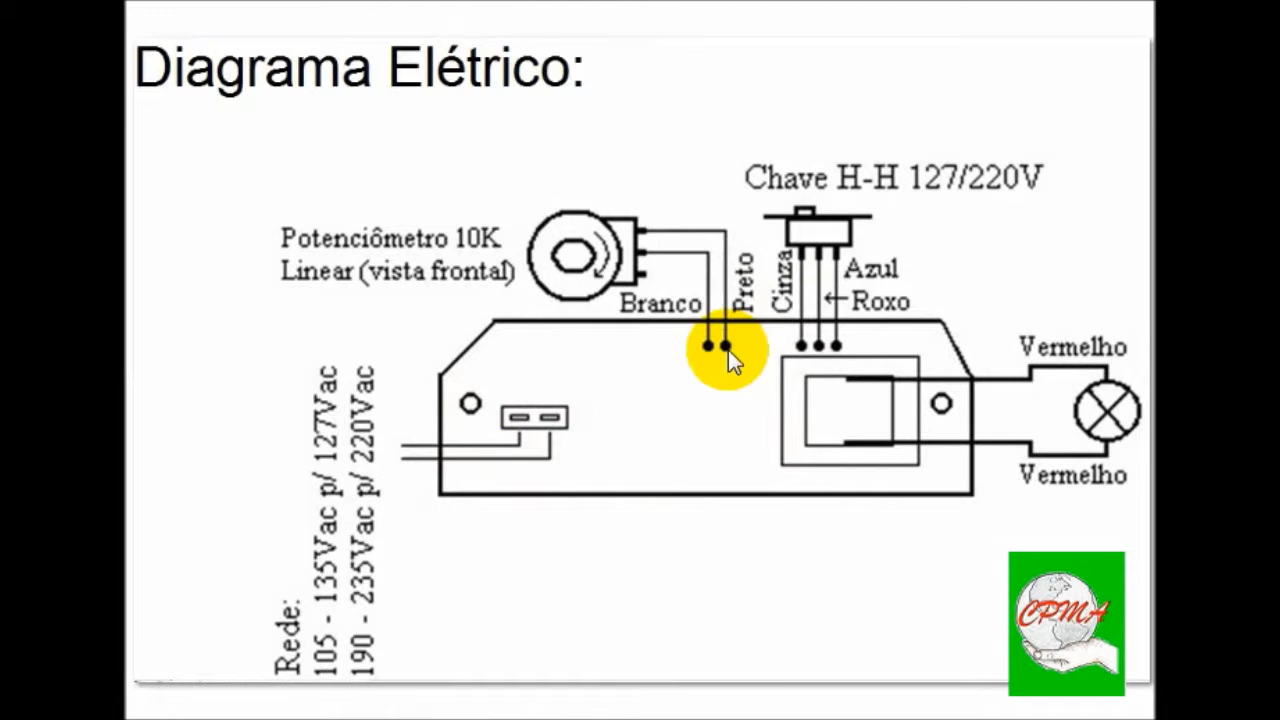 Diagrama Elétrico:
Chave H-H 127/220V
Potenciômetro 10K
Linear (vista frontal)
Branco
Preto
Cinza
Azul
Roxo
Vermelho
Vermelho
Rede:
105 - 135Vac p/ 127Vac
190 - 235Vac p/ 220Vac
CPMA